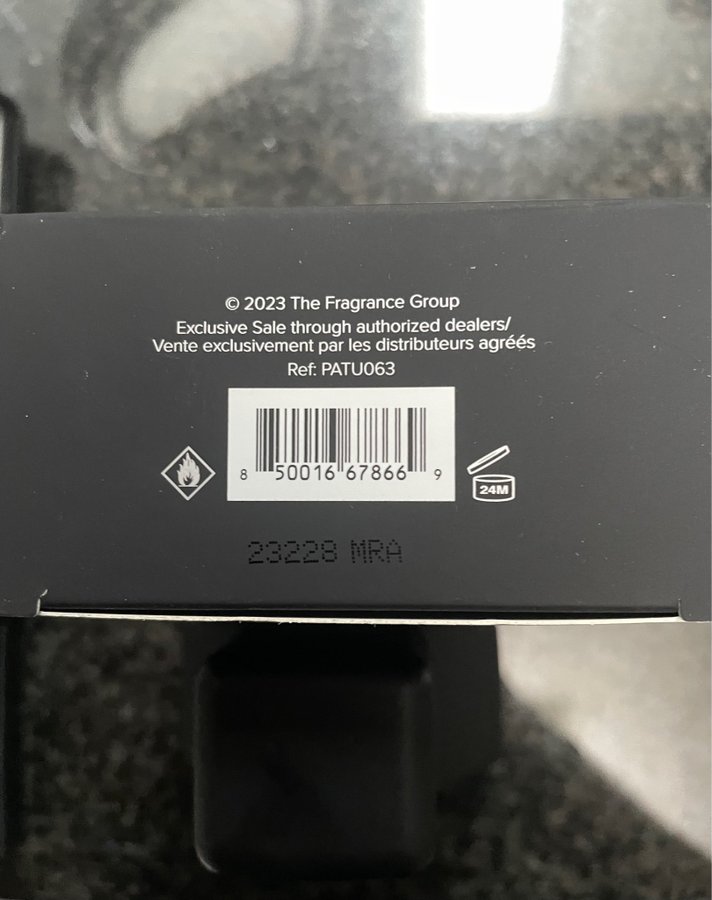 © 2023 The Fragrance Group
Exclusive Sale through authorized dealers/
Vente exclusivement par les distributeurs agréés
Ref: PATU063
8 50016 67866 9
24M
23228 MRA